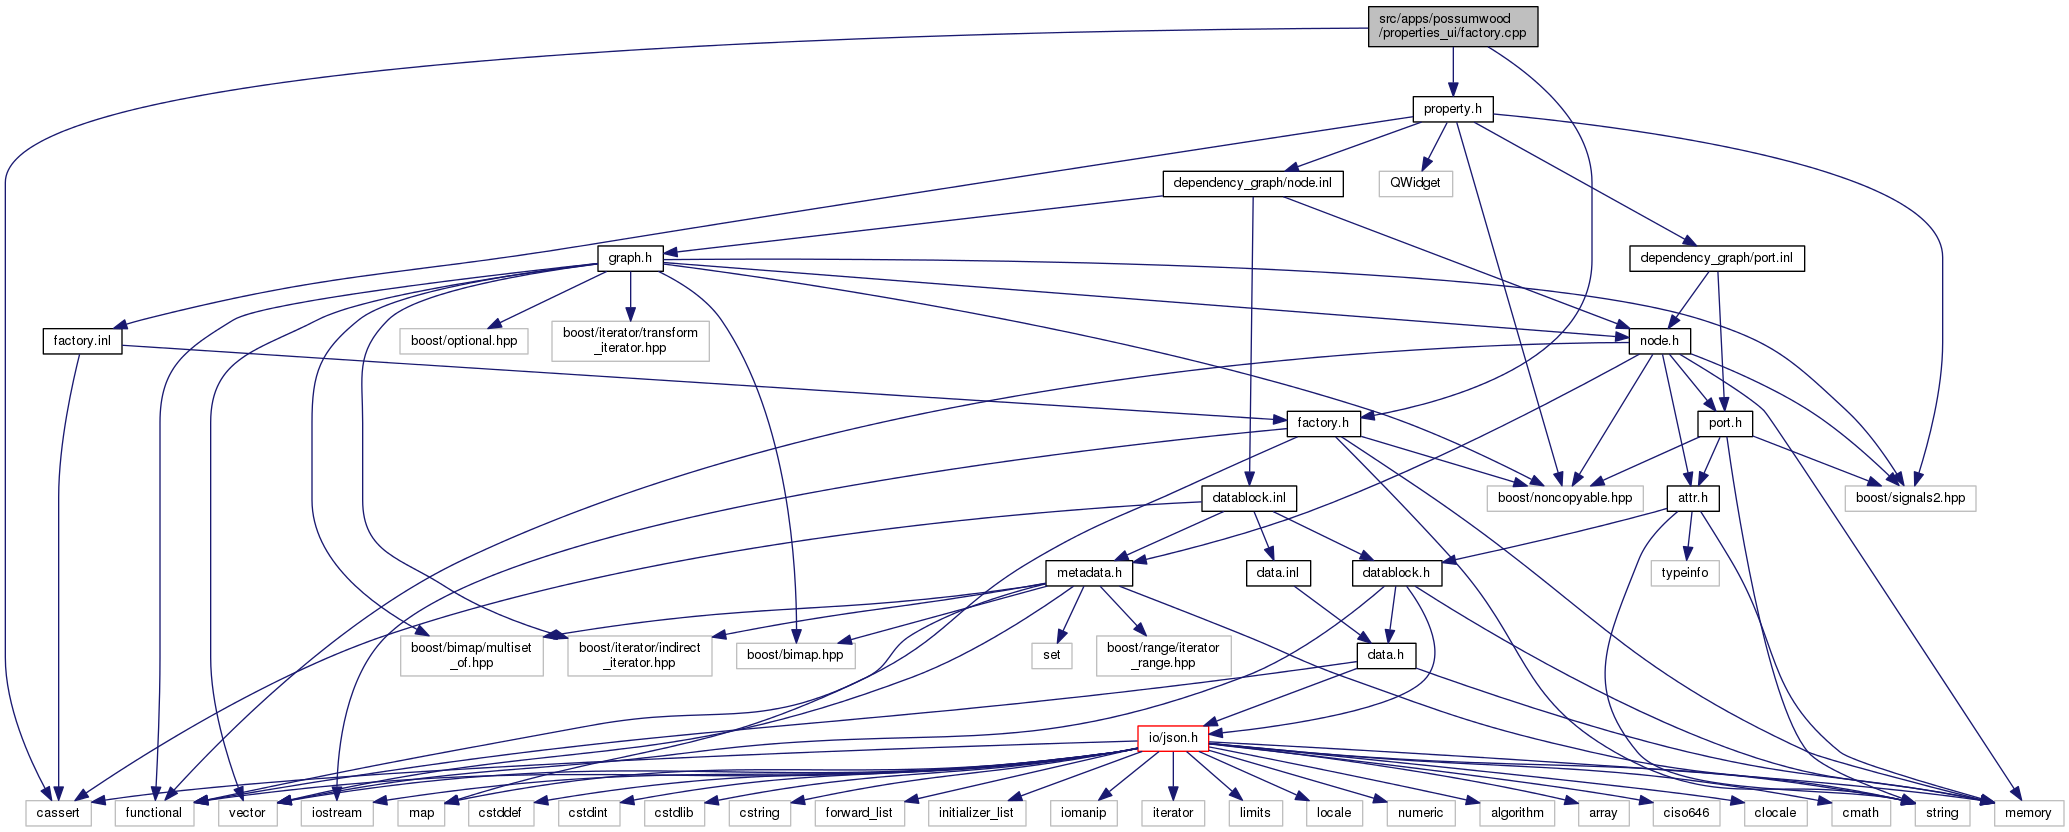 src/apps/possumwood
/properties_ui/factory.cpp
property.h
dependency_graph/node.inl
QWidget
graph.h
dependency_graph/port.inl
factory.inl
boost/optional.hpp
boost/iterator/transform
_iterator.hpp
node.h
factory.h
port.h
datablock.inl
boost/noncopyable.hpp
attr.h
boost/signals2.hpp
metadata.h
data.inl
datablock.h
typeinfo
boost/bimap/multiset
_of.hpp
boost/iterator/indirect
_iterator.hpp
boost/bimap.hpp
set
boost/range/iterator
_range.hpp
data.h
io/json.h
cassert
functional
vector
iostream
map
cstddef
cstdint
cstdlib
cstring
forward_list
initializer_list
iomanip
iterator
limits
locale
numeric
algorithm
array
ciso646
clocale
cmath
string
memory